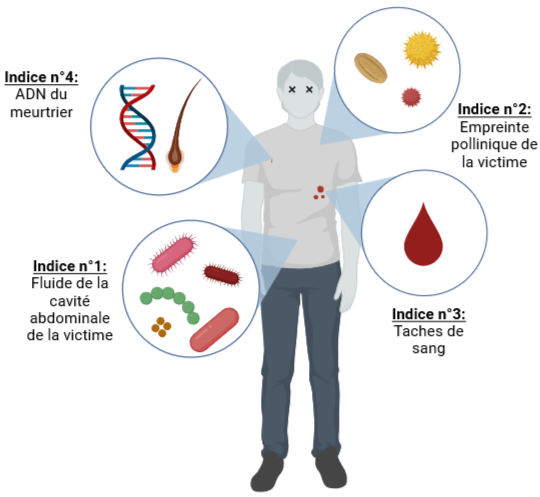 Indice n°4:
ADN du
meurtrier
Indice n°2:
Empreinte
pollinique de
la victime
Indice n°1:
Fluide de la
cavité
abdominale
de la victime
Indice n°3:
Taches de
sang